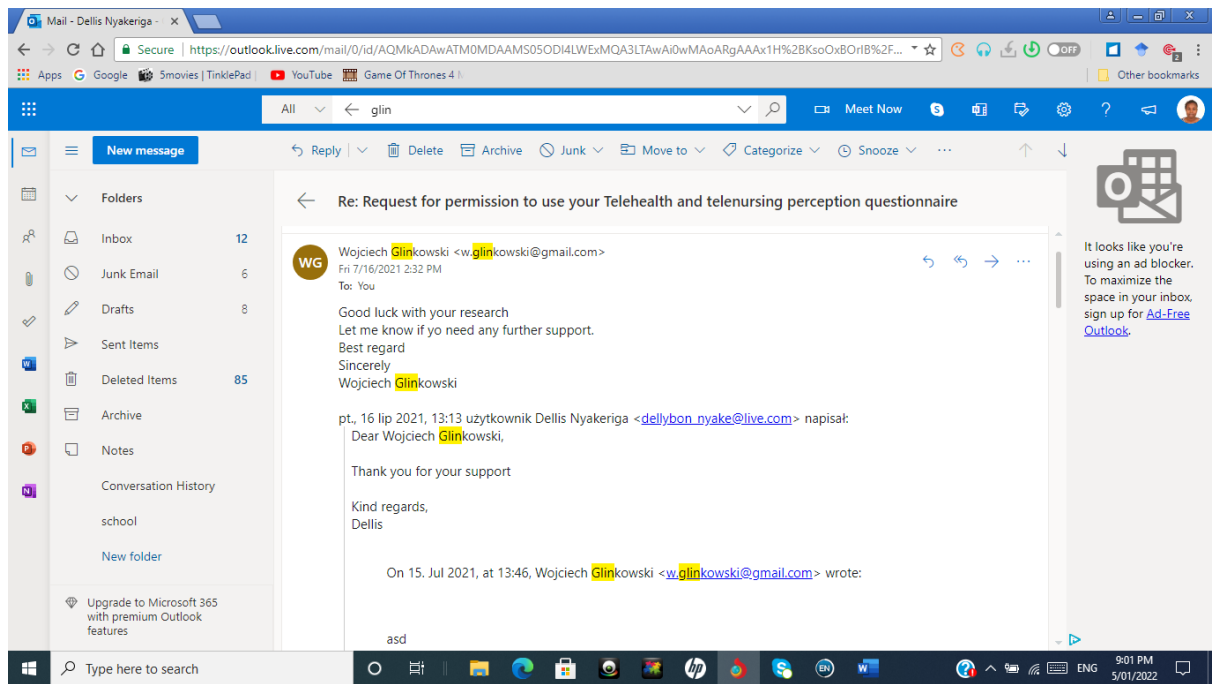 Mail - Dellis Nyakeriga -
Secure | https://outlook.live.com/mail/0/id/AQMkADAwATM0MDAAMS05ODI4LWExMQA3LTAwAi0wMAoARgAAAx1H%2BKsoOxBOrIB%2F...
OFF
Apps Google 5movies | TinklePad | YouTube Game Of Thrones 4 Other bookmarks
All glin Meet Now
New message Reply Delete Archive Junk Move to Categorize Snooze
Folders
Inbox 12
Junk Email 6
Drafts 8
Sent Items
Deleted Items 85
Archive
Notes
Conversation History
school
New folder
Upgrade to Microsoft 365
with premium Outlook
features
Re: Request for permission to use your Telehealth and telenursing perception questionnaire
WG
Wojciech Glinkowski <w.glinkowski@gmail.com>
Fri 7/16/2021 2:32 PM
To: You
Good luck with your research
Let me know if yo need any further support.
Best regard
Sincerely
Wojciech Glinkowski
pt., 16 lip 2021, 13:13 użytkownik Dellis Nyakeriga <dellybon_nyake@live.com> napisał:
Dear Wojciech Glinkowski,
Thank you for your support
Kind regards,
Dellis
On 15. Jul 2021, at 13:46, Wojciech Glinkowski <w.glinkowski@gmail.com> wrote:
asd
It looks like you're
using an ad blocker.
To maximize the
space in your inbox,
sign up for Ad-Free
Outlook.
Type here to search
ENG
9:01 PM
5/01/2022